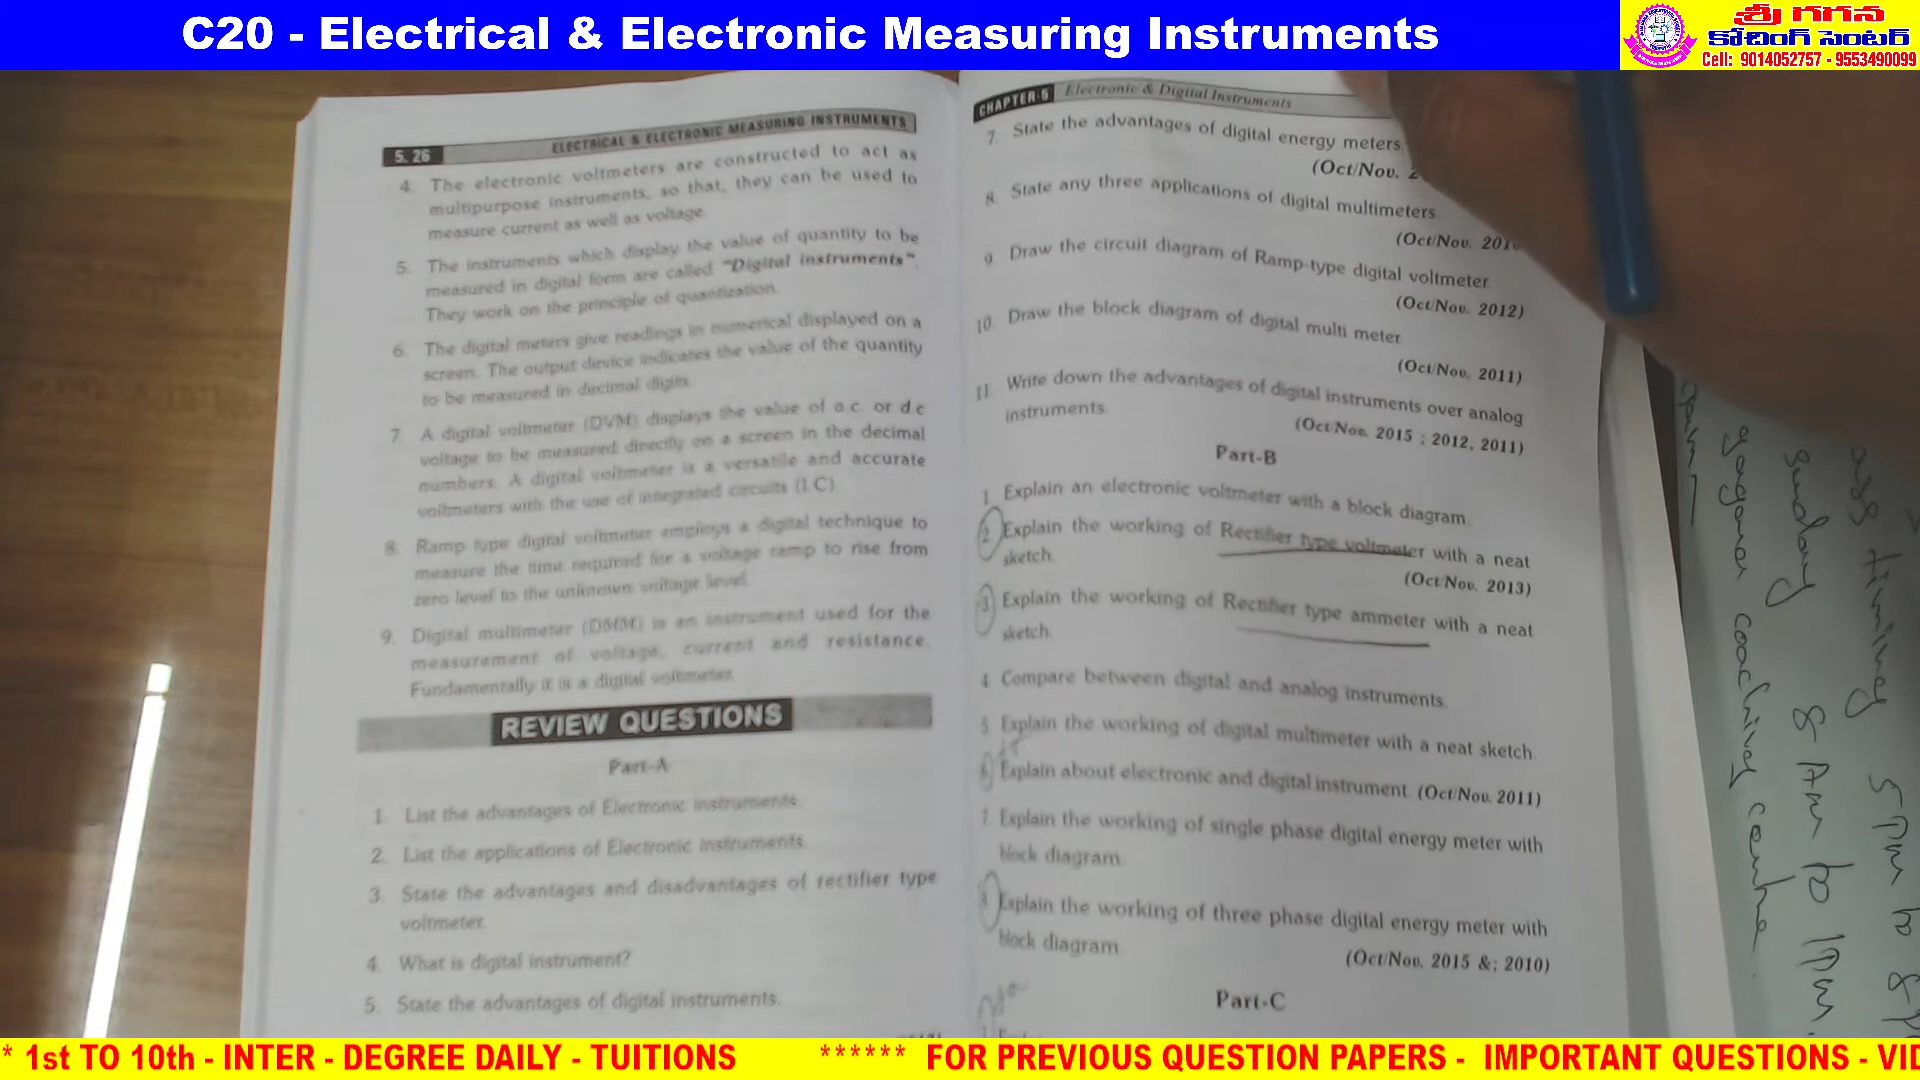 C20 - Electrical & Electronic Measuring Instruments
శ్రీ గగన
కోచింగ్ సెంటర్
Cell: 9014052757 - 9553490099
5. 26
ELECTRICAL & ELECTRONIC MEASURING INSTRUMENTS
4. The electronic voltmeters are constructed to act as
multipurpose instruments, so that, they can be used to
measure current as well as voltage.
5. The instruments which display the value of quantity to be
measured in digital form are called "Digital instruments".
They work on the principle of quantization.
6. The digital meters give readings in numerical displayed on a
screen. The output device indicates the value of the quantity
to be measured in decimal digits.
7. A digital voltmeter (DVM) displays the value of a.c. or d.c
voltage to be measured directly on a screen in the decimal
numbers. A digital voltmeter is a versatile and accurate
voltmeters with the use of integrated circuits (I.C).
8. Ramp type digital voltmeter employs a digital technique to
measure the time required for a voltage ramp to rise from
zero level to the unknown voltage level.
9. Digital multimeter (DMM) is an instrument used for the
measurement of voltage, current and resistance.
Fundamentally it is a digital voltmeter.
REVIEW QUESTIONS
Part-A
1. List the advantages of Electronic instruments.
2. List the applications of Electronic instruments.
3. State the advantages and disadvantages of rectifier type
voltmeter.
4. What is digital instrument?
5. State the advantages of digital instruments.
CHAPTER-5 Electronic & Digital Instruments
7. State the advantages of digital energy meters.
(Oct/Nov.
8. State any three applications of digital multimeters.
(Oct/Nov.
9. Draw the circuit diagram of Ramp-type digital voltmeter.
(Oct/Nov. 2012)
10. Draw the block diagram of digital multi meter.
(Oct/Nov. 2011)
11. Write down the advantages of digital instruments over analog
instruments.
(Oct/Nov. 2015 ; 2012, 2011)
Part-B
1. Explain an electronic voltmeter with a block diagram.
2. Explain the working of Rectifier type voltmeter with a neat
sketch.
(Oct/Nov. 2013)
3. Explain the working of Rectifier type ammeter with a neat
sketch.
4. Compare between digital and analog instruments.
5. Explain the working of digital multimeter with a neat sketch.
6. Explain about electronic and digital instrument. (Oct/Nov. 2011)
7. Explain the working of single phase digital energy meter with
block diagram.
8. Explain the working of three phase digital energy meter with
block diagram.
(Oct/Nov. 2015 &; 2010)
Part-C
gagana coaching centre.
sunday 8 Am to 1Pm.
timings 5 Pm to 8
* 1st TO 10th - INTER - DEGREE DAILY - TUITIONS ****** FOR PREVIOUS QUESTION PAPERS - IMPORTANT QUESTIONS - VID